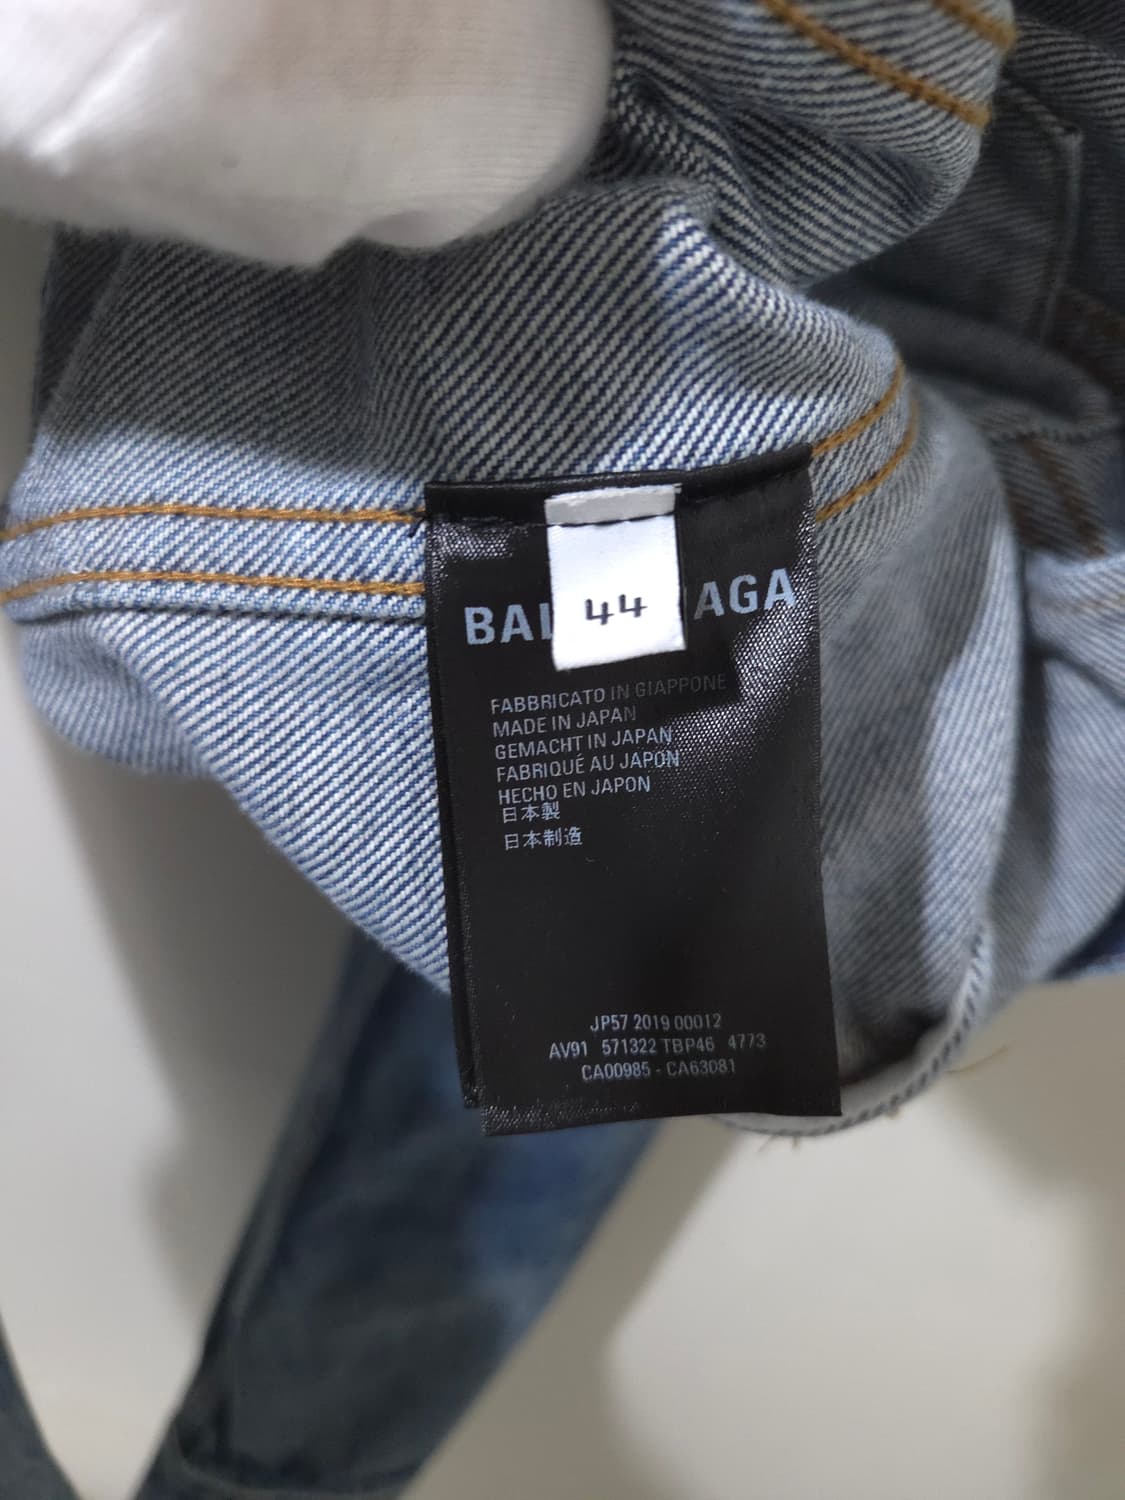 BAL AGA
44
FABBRICATO IN GIAPPONE
MADE IN JAPAN
GEMACHT IN JAPAN
FABRIQUÉ AU JAPON
HECHO EN JAPON
日本製
日本制造
JP57 2019 00012
AV91 571322 TBP46 4773
CA00985 - CA63081